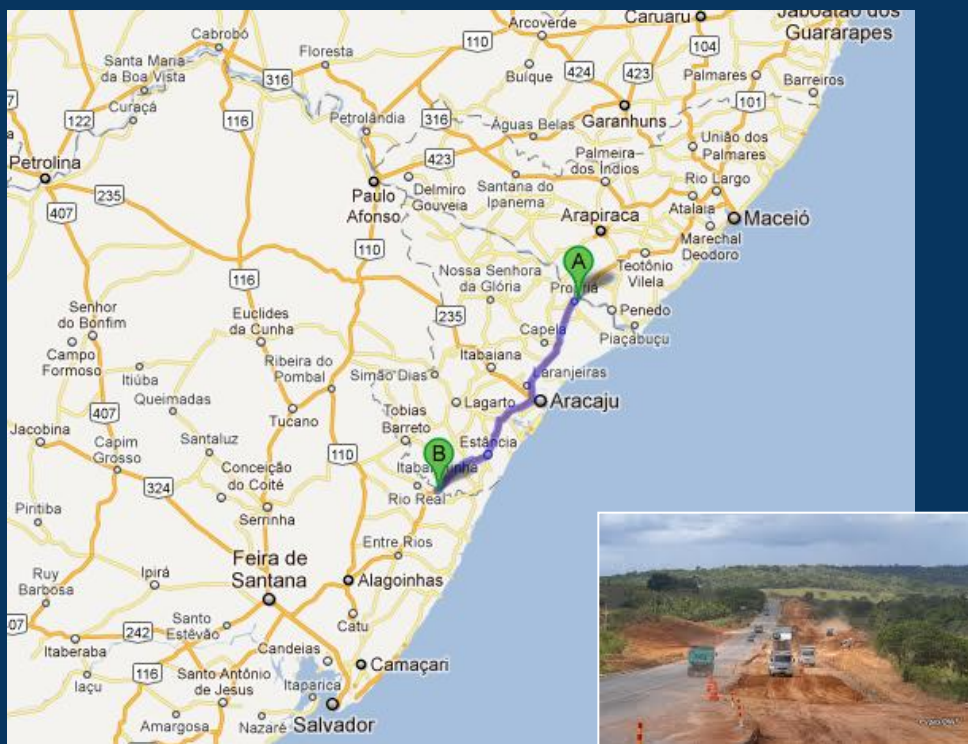 Jaboatão dos
Guararapes
Arcoverde
Caruaru
Cabrobó
Floresta
110
104
Santa Maria
da Boa Vista
316
Buíque
424
423
Palmares
Barreiros
Curaçá
101
122
116
Petrolândia
316
Garanhuns
Águas Belas
União dos
Palmares
Petrolina
423
Palmeira
dos Índios
Rio Largo
235
Paulo
Afonso
Delmiro
Gouveia
Santana do
Ipanema
Atalaia
407
Arapiraca
Maceió
Marechal
Deodoro
110
A
Teotônio
Vilela
116
Nossa Senhora
da Glória
Penedo
Senhor
do Bonfim
Euclides
da Cunha
235
Capela
Piaçabuçu
Campo
Formoso
Itiúba
Ribeira do
Pombal
Simão Dias
Itabaiana
Laranjeiras
Queimadas
Lagarto
Aracaju
407
Tucano
Tobias
Barreto
Jacobina
Capim
Grosso
Santaluz
110
B
Estância
324
Conceição
do Coité
Rio Real
Piritiba
Serrinha
Entre Rios
Feira de
Santana
Ruy
Barbosa
Ipirá
Alagoinhas
242
Santo
Estêvão
Catu
Itaberaba
Candeias
Camaçari
116
Iaçu
Santo Antônio
de Jesus
Itaparica
Amargosa
Nazaré
Salvador